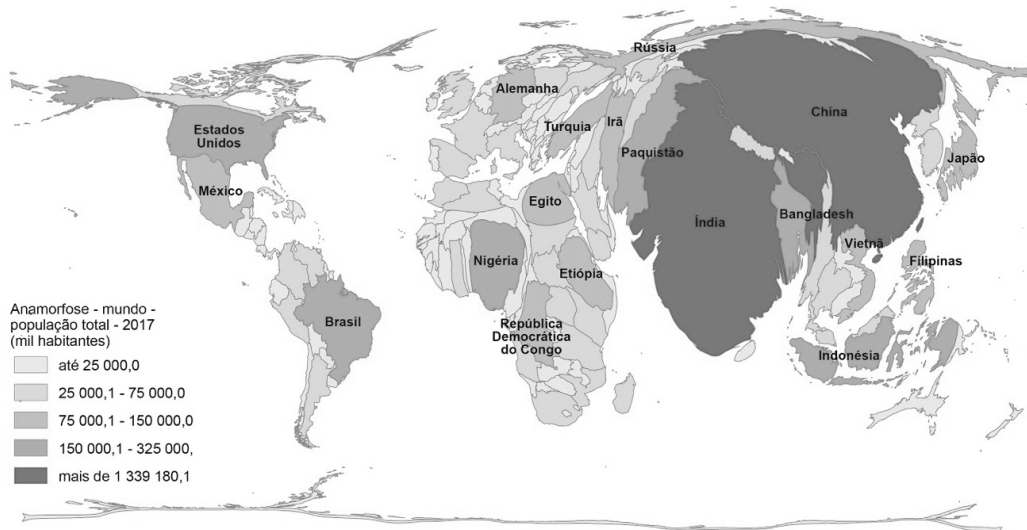 Rússia
Alemanha
China
Estados
Unidos
Turquia
Irã
Paquistão
Japão
México
Egito
Índia
Bangladesh
Vietnã
Nigéria
Etiópia
Filipinas
Brasil
República
Democrática
do Congo
Indonésia
Anamorfose - mundo -
população total - 2017
(mil habitantes)
até 25 000,0
25 000,1 - 75 000,0
75 000,1 - 150 000,0
150 000,1 - 325 000,
mais de 1 339 180,1